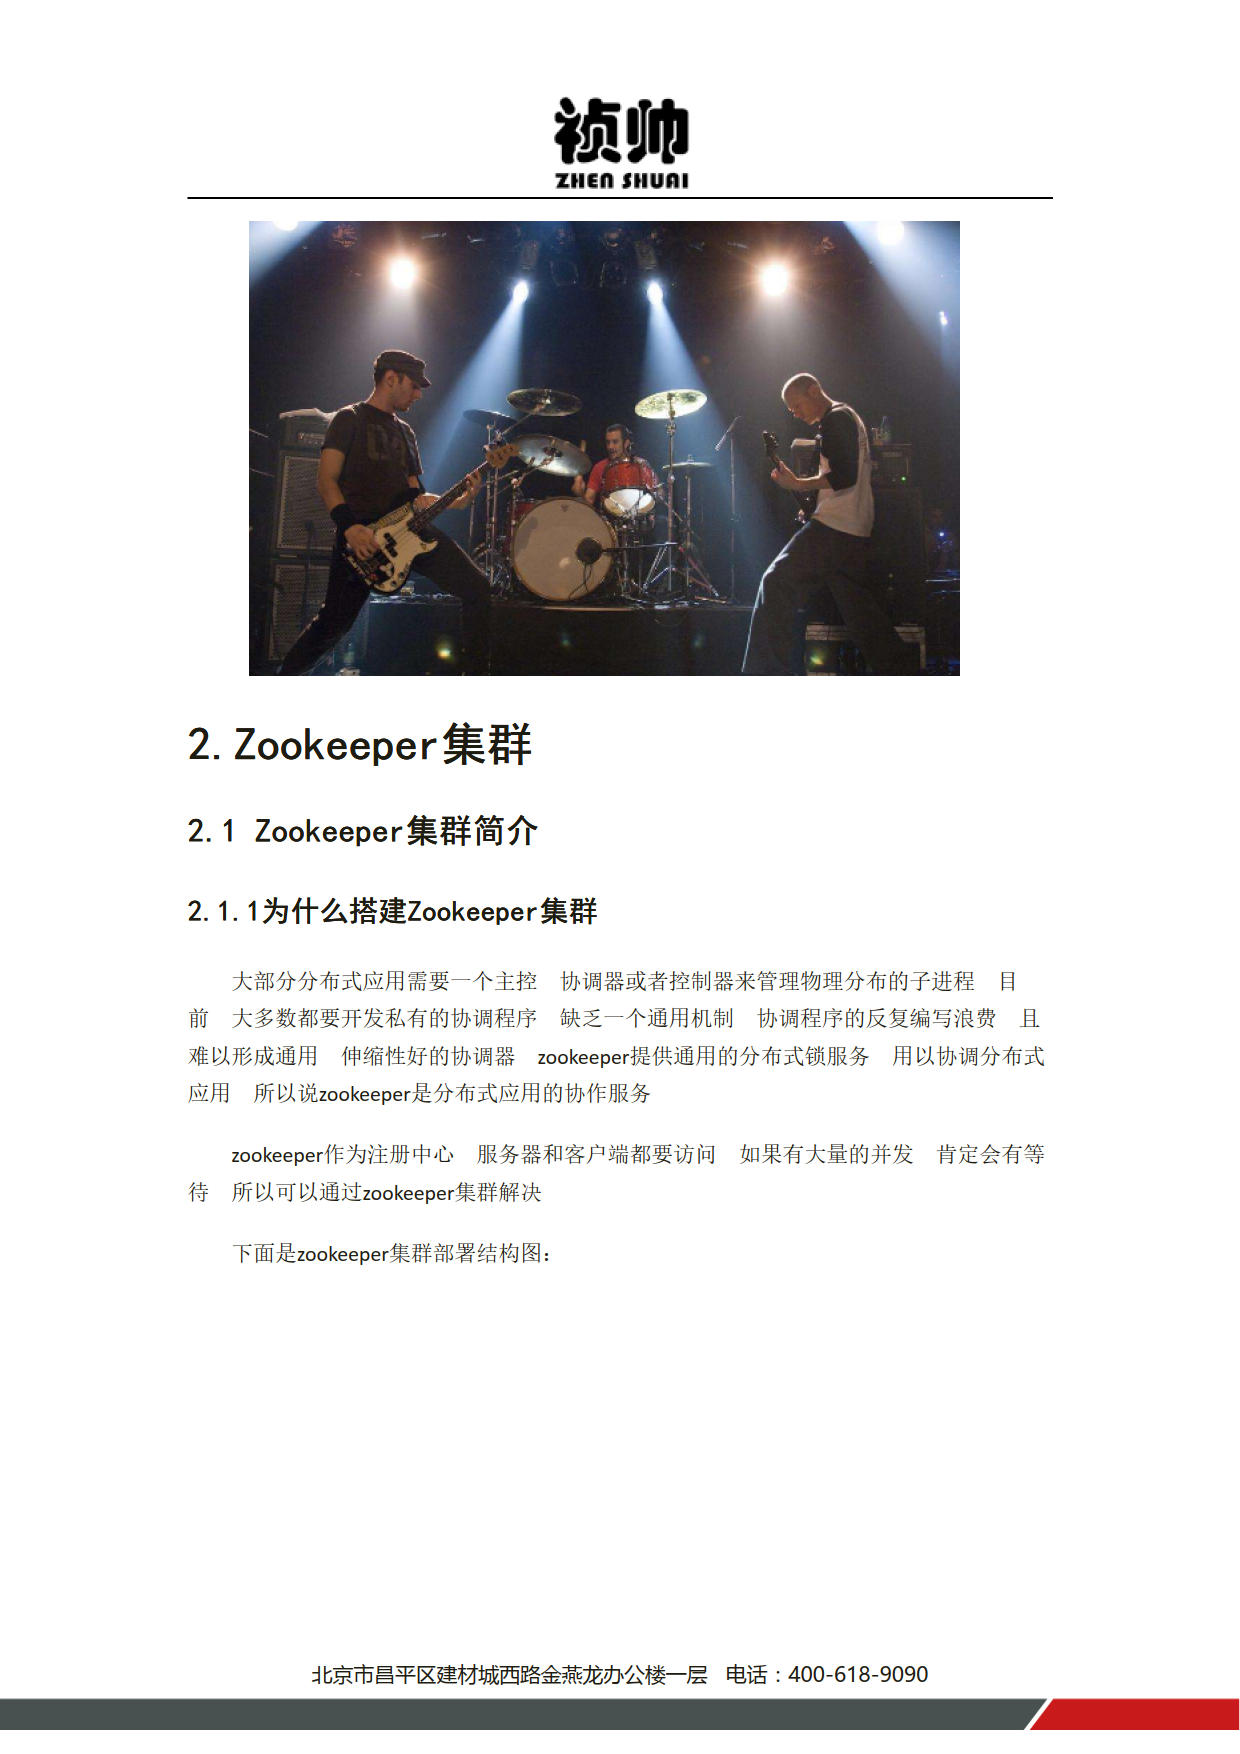 祯帅
ZHEN SHUAI
2.Zookeeper集群
2.1 Zookeeper集群简介
2.1.1为什么搭建Zookeeper集群
大部分分布式应用需要一个主控 协调器或者控制器来管理物理分布的子进程 目
前 大多数都要开发私有的协调程序 缺乏一个通用机制 协调程序的反复编写浪费 且
难以形成通用 伸缩性好的协调器 zookeeper提供通用的分布式锁服务 用以协调分布式
应用 所以说zookeeper是分布式应用的协作服务
zookeeper作为注册中心 服务器和客户端都要访问 如果有大量的并发 肯定会有等
待 所以可以通过zookeeper集群解决
下面是zookeeper集群部署结构图：
北京市昌平区建材城西路金燕龙办公楼一层 电话：400-618-9090